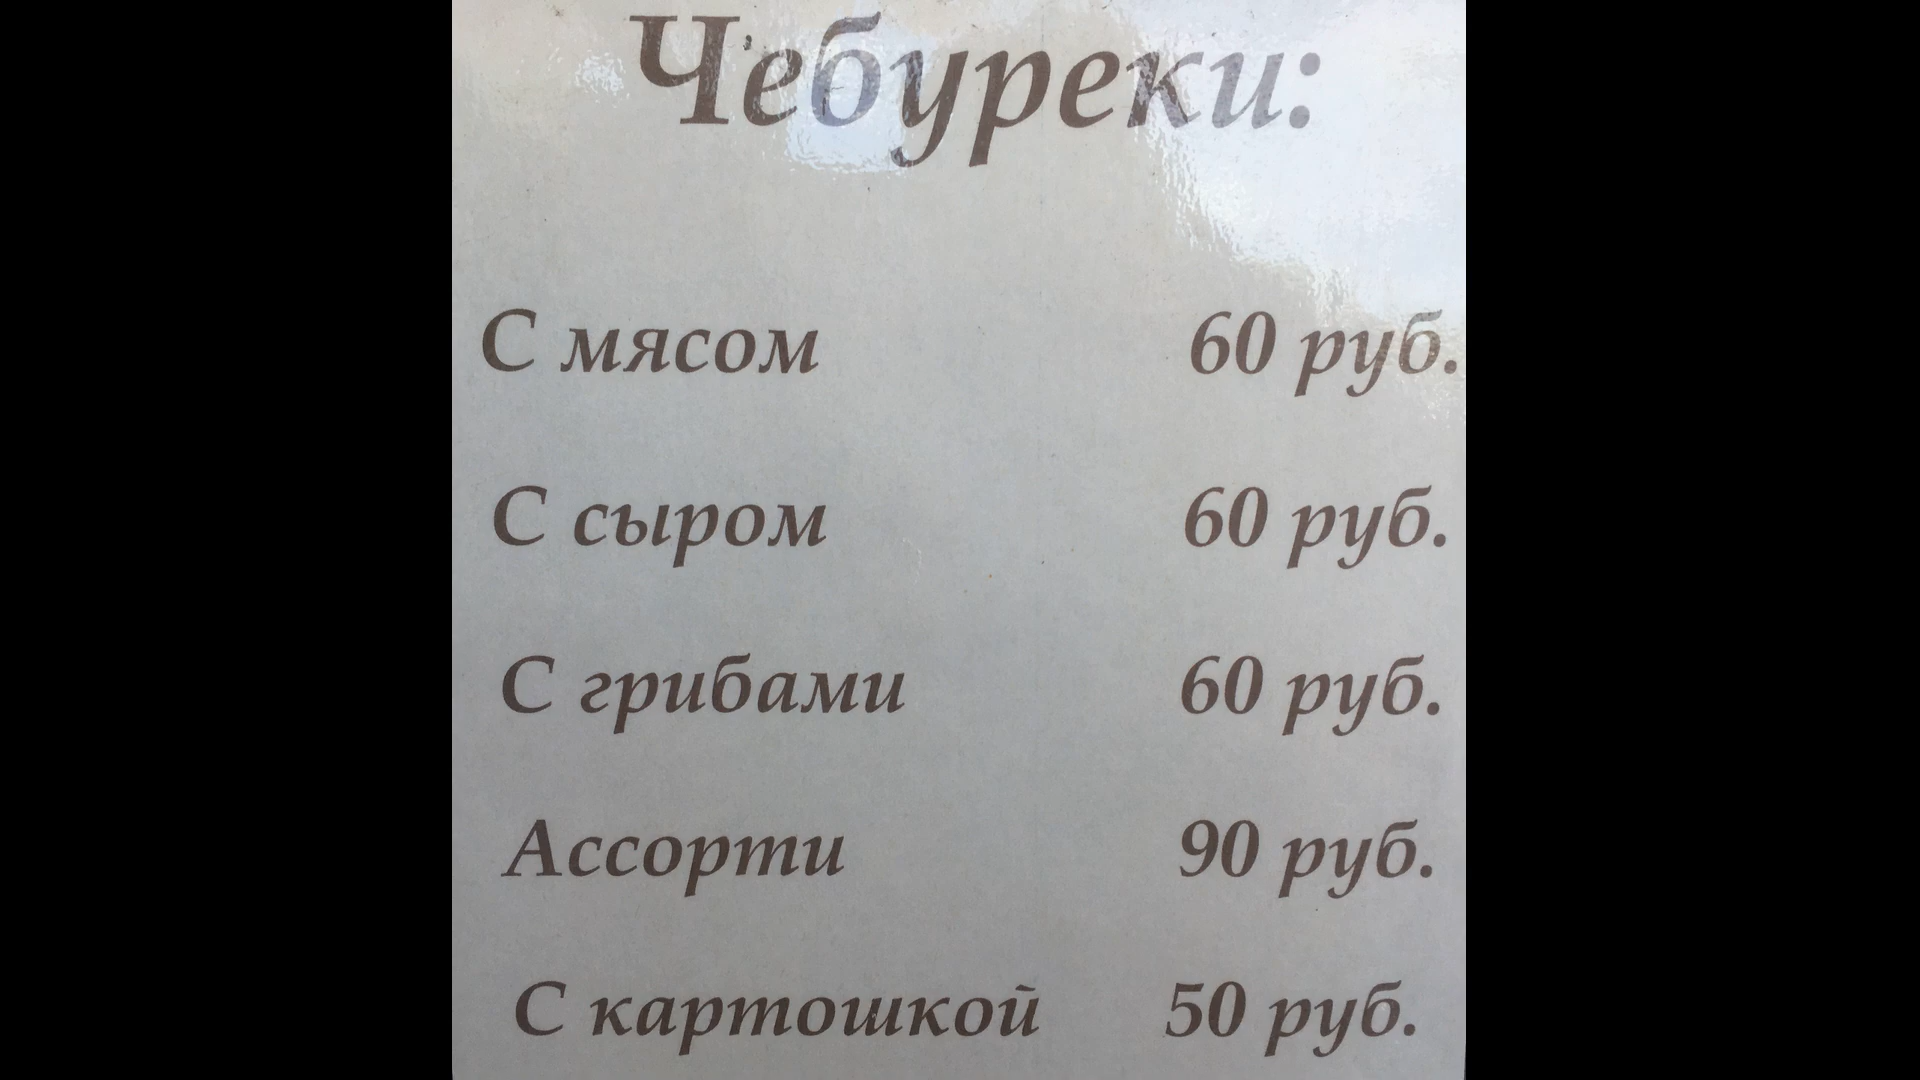 Чебуреки:
С мясом 60 руб.
С сыром 60 руб.
С грибами 60 руб.
Ассорти 90 руб.
С картошкой 50 руб.